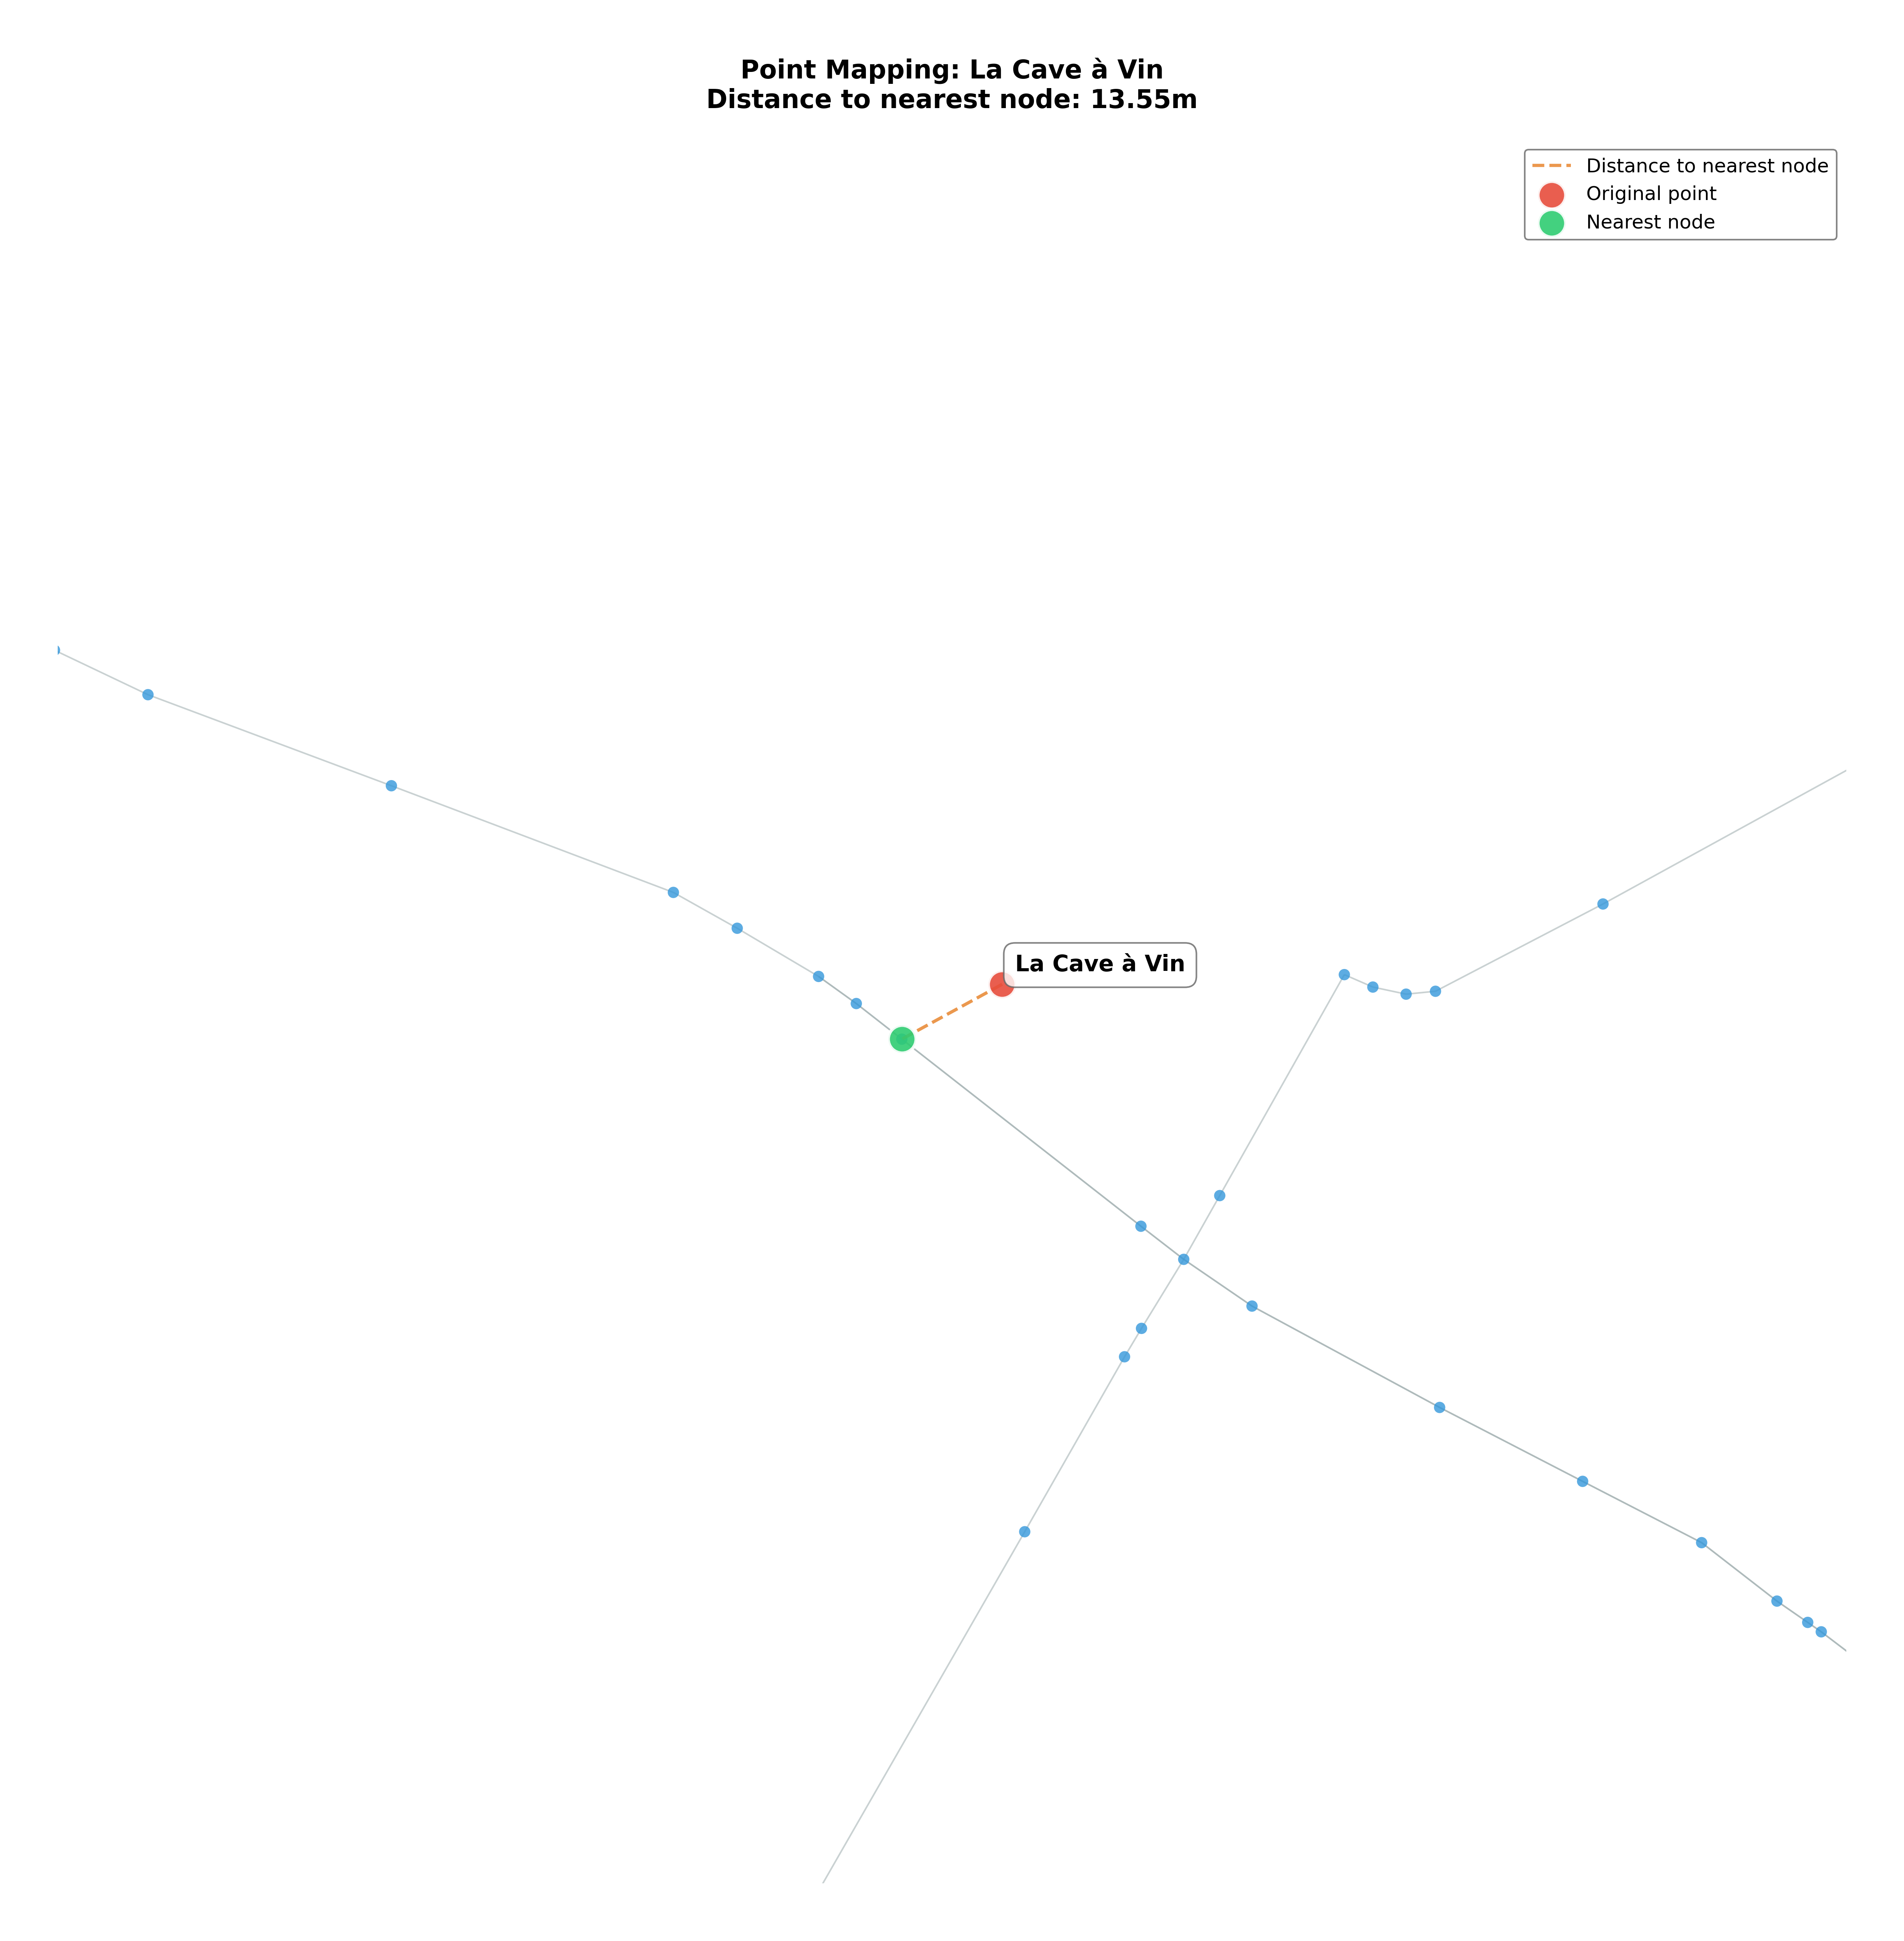 Point Mapping: La Cave à Vin
Distance to nearest node: 13.55m
Distance to nearest node
Original point
Nearest node
La Cave à Vin